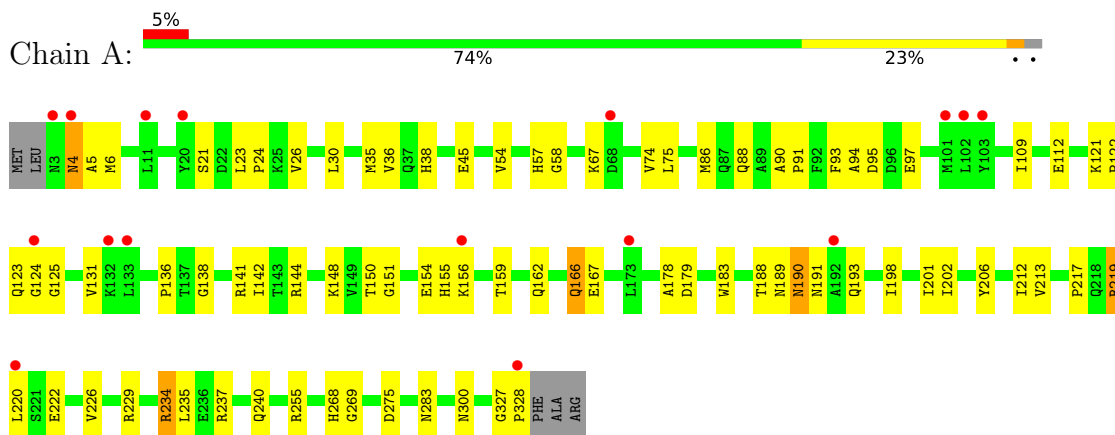 5%
Chain A:
74% 23% • •
MET LEU N3 N4 A5 M6 L11 Y20 S21 D22 L23 P24 K25 V26 L30 M35 V36 Q37 H38 E45 V54 H57 G58 K67 D68 V74 L75 M86 Q87 Q88 A89 A90 P91 F92 F93 A94 D95 D96 E97 M101 L102 Y103 I109 E112 K121
Q123 G124 G125 V131 K132 L133 P136 T137 G138 R141 I142 T143 R144 K148 V149 T150 G151 E154 H155 K156 T159 Q162 Q166 E167 L173 A178 D179 W183 T188 N189 N190 N191 A192 Q193 I198 I201 I202 Y206 I212 V213 P217 Q218
L220 S221 E222 V226 R229 R234 L235 E236 R237 Q240 R255 H268 G269 D275 N283 N300 G327 P328 PHE ALA ARG